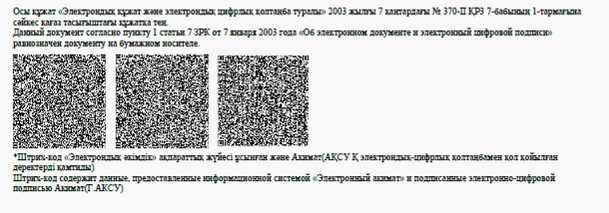 Осы құжат «Электрондық құжат және электрондық цифрлық қолтаңба туралы» 2003 жылғы 7 қаңтардағы № 370-II ҚРЗ 7-бабының 1-тармағына
сәйкес қағаз тасығыштағы құжатқа тең.
Данный документ согласно пункту 1 статьи 7 ЗРК от 7 января 2003 года «Об электронном документе и электронный цифровой подписи»
равнозначен документу на бумажном носителе.
*Штрих-код «Электрондық әкімдік» ақпараттық жүйесі ұсынған және Акимат(АҚСУ Қ электрондық-цифрлық қолтаңбамен қол қойылған
деректерді қамтиды)
Штрих-код содержит данные, предоставленные информационной системой «Электронный акимат» и подписанные электронно-цифровой
подписью Акимат(Г.АКСУ)